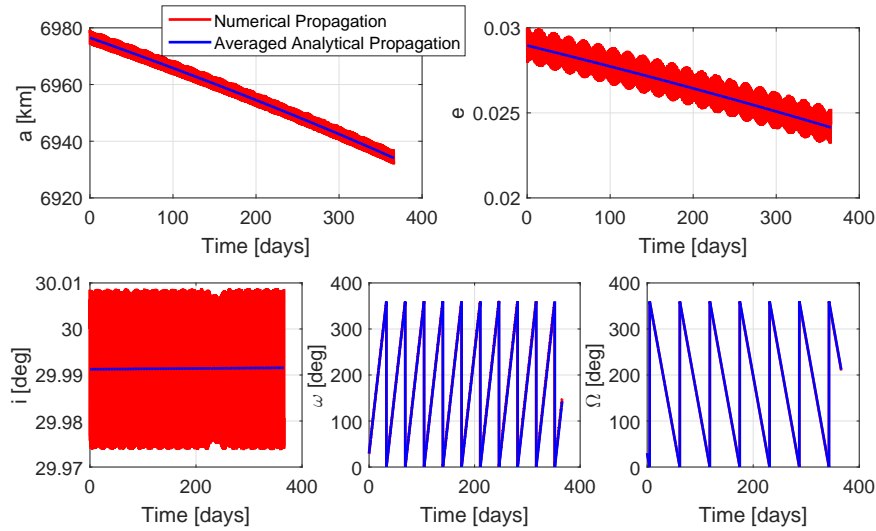 Numerical Propagation
Averaged Analytical Propagation
6980
6960
6940
6920
a [km]
0 100 200 300 400
Time [days]
0.03
0.025
0.02
e
0 100 200 300 400
Time [days]
30.01
30
29.99
29.98
29.97
i [deg]
0 200 400
Time [days]
400
300
200
100
0
ω [deg]
0 200 400
Time [days]
400
300
200
100
0
Ω [deg]
0 200 400
Time [days]